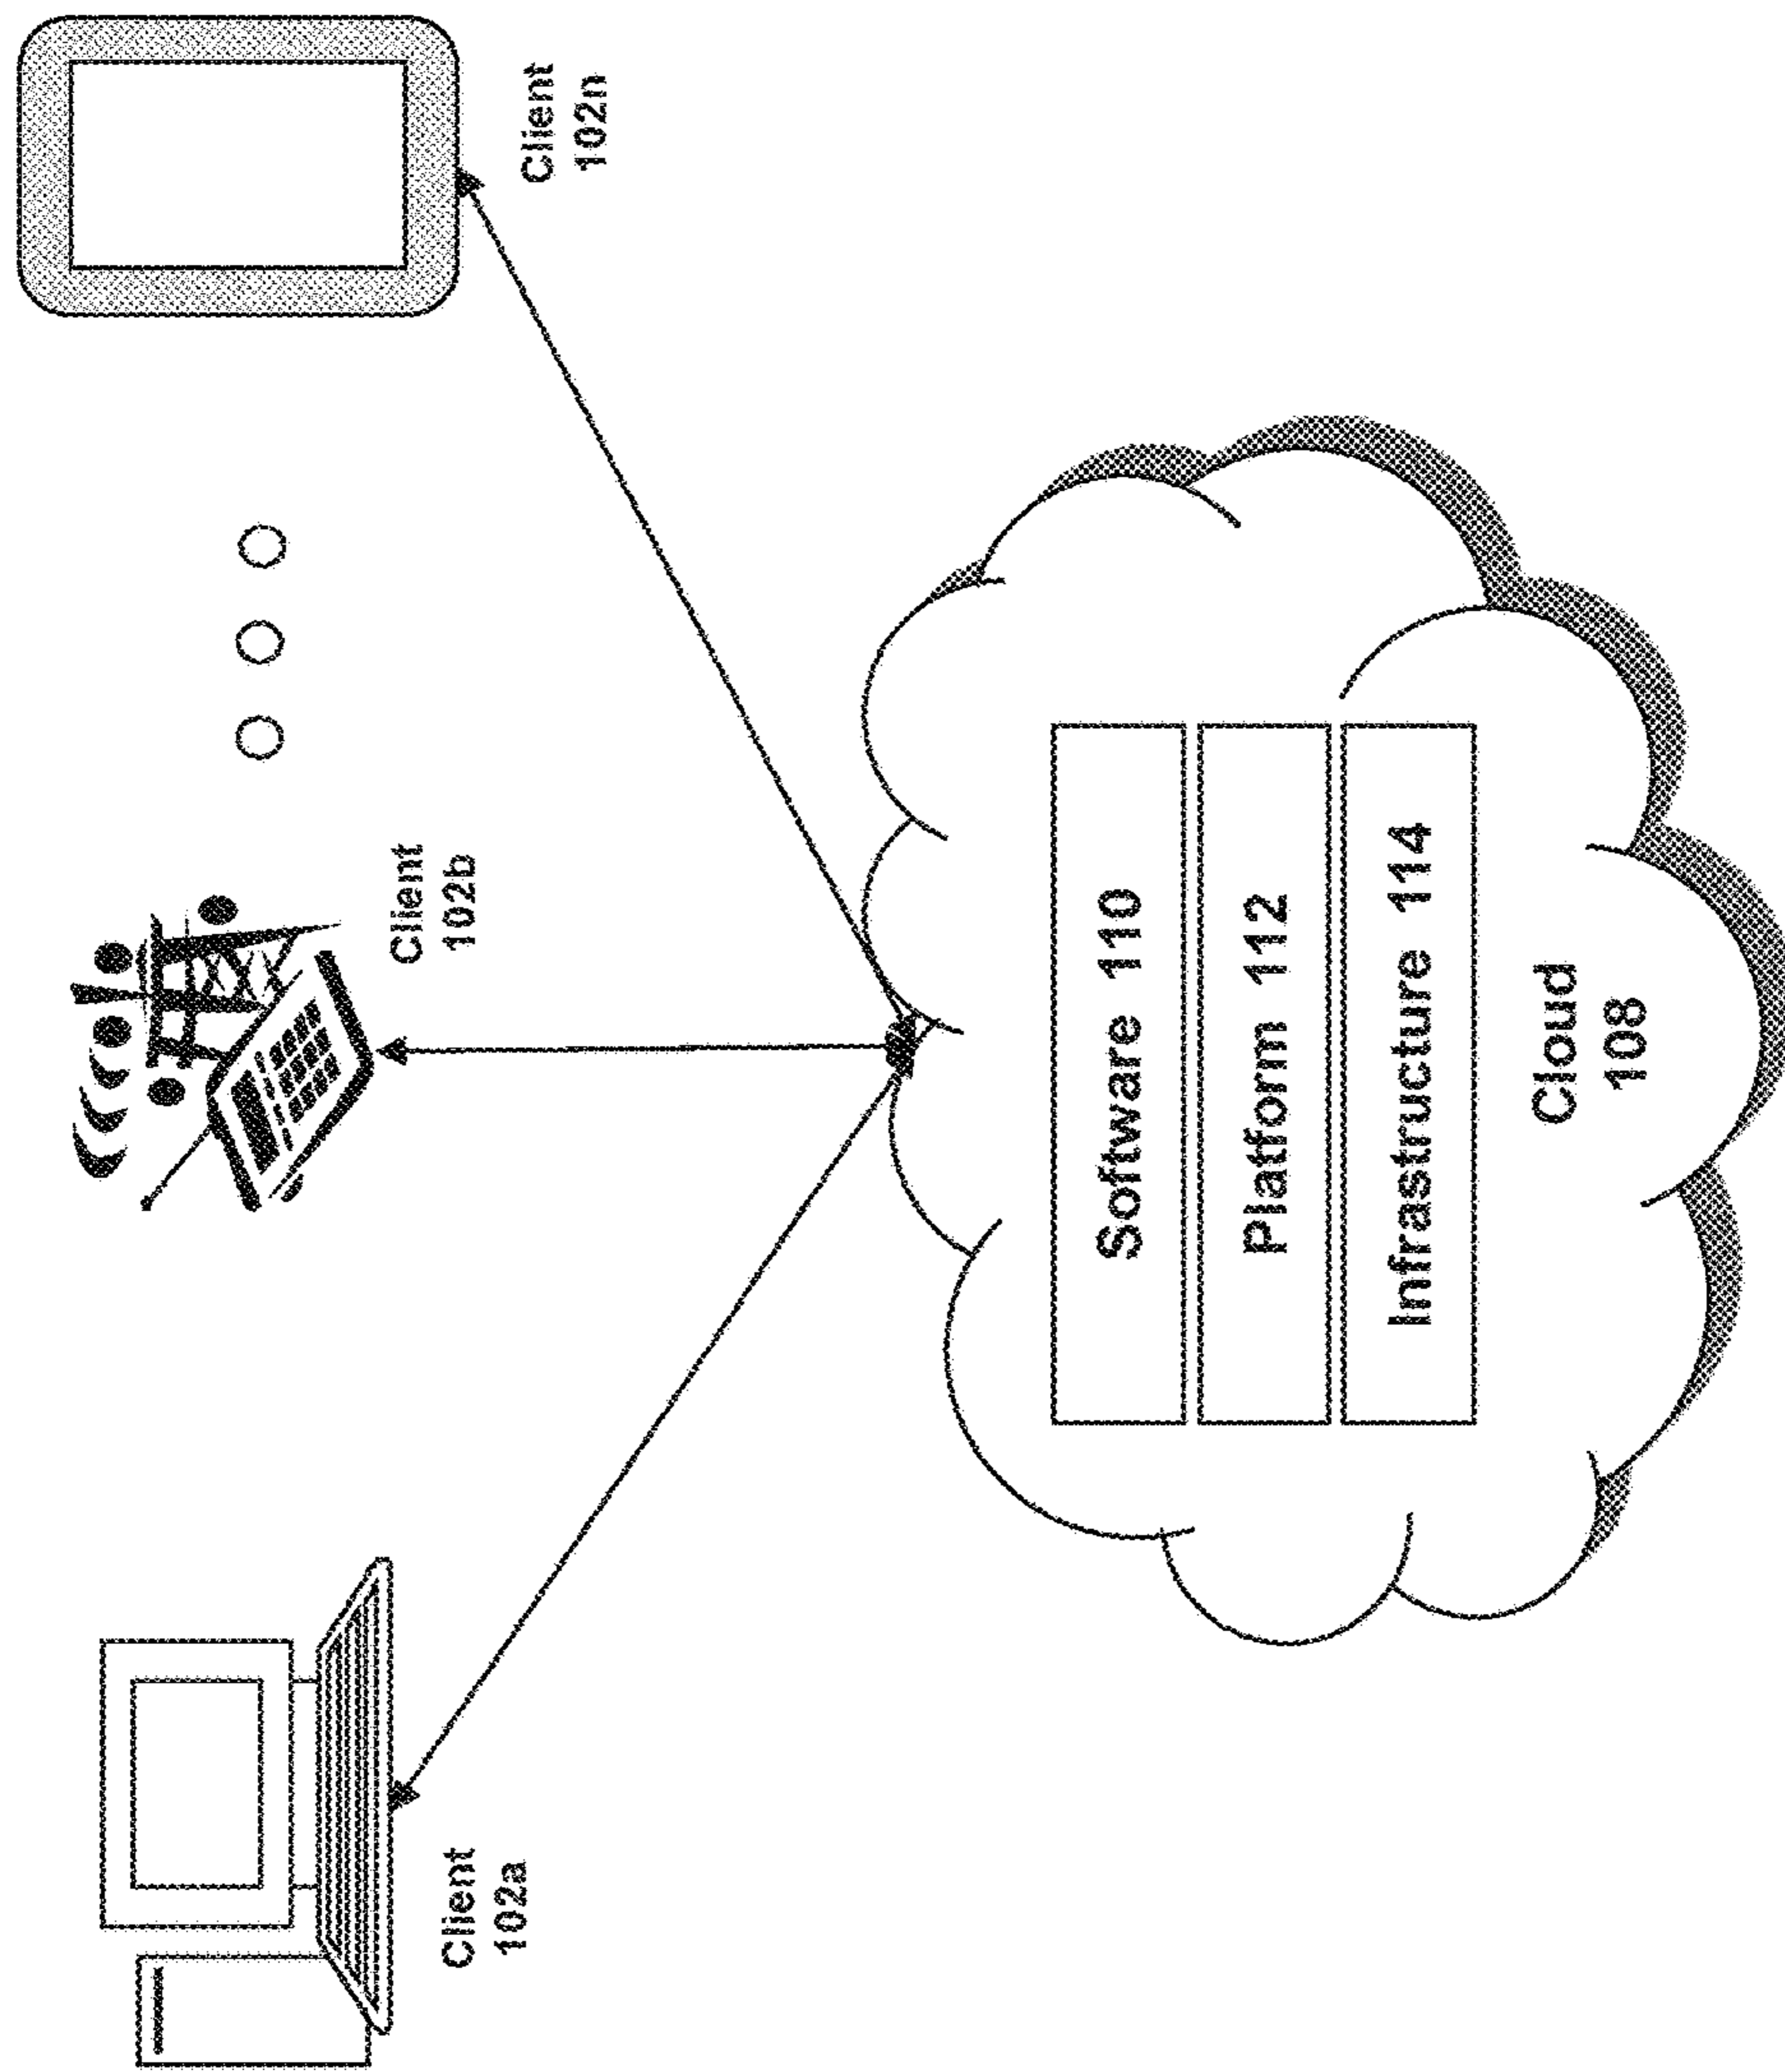 Client
102a
Client
102b
Client
102n
Software 110
Platform 112
Infrastructure 114
Cloud
108